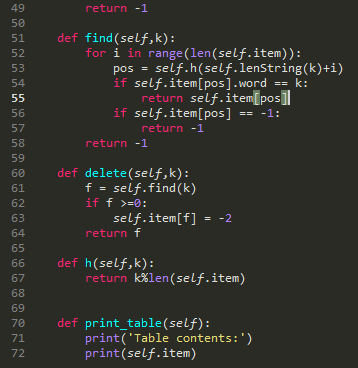 49 return -1
50
51 def find(self,k):
52 for i in range(len(self.item)):
53 pos = self.h(self.lenString(k)+i)
54 if self.item[pos].word == k:
55 return self.item[pos]
56 if self.item[pos] == -1:
57 return -1
58 return -1
59
60 def delete(self,k):
61 f = self.find(k)
62 if f >=0:
63 self.item[f] = -2
64 return f
65
66 def h(self,k):
67 return k%len(self.item)
68
69
70 def print_table(self):
71 print('Table contents:')
72 print(self.item)